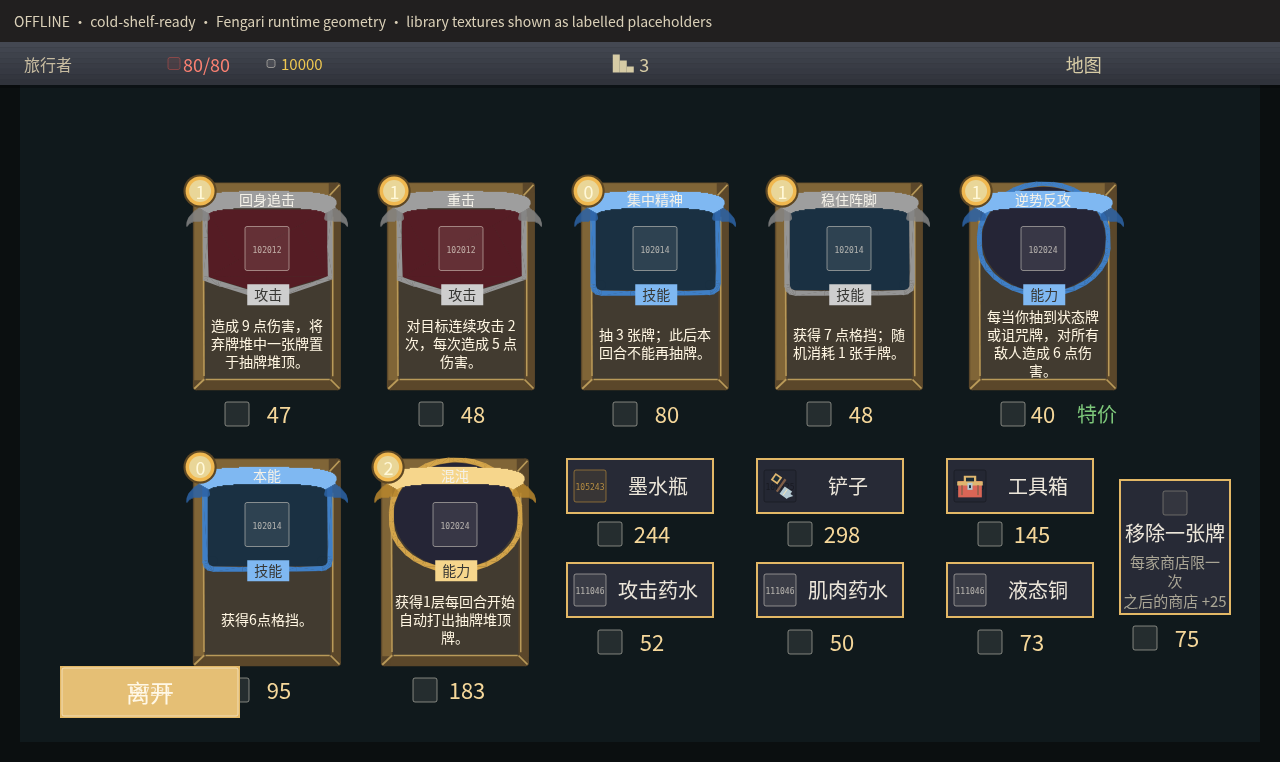 OFFLINE • cold-shelf-ready • Fengari runtime geometry • library textures shown as labelled placeholders
旅行者
80/80
10000
3
地图
1
回身追击
102012
攻击
造成 9 点伤害，将
弃牌堆中一张牌置
于抽牌堆顶。
47
1
重击
102012
攻击
对目标连续攻击 2
次，每次造成 5 点
伤害。
48
0
集中精神
102014
技能
抽 3 张牌；此后本
回合不能再抽牌。
80
1
稳住阵脚
102014
技能
获得 7 点格挡；随
机消耗 1 张手牌。
48
1
逆势反攻
102024
能力
每当你抽到状态牌
或诅咒牌，对所有
敌人造成 6 点伤
害。
40
特价
0
本能
102014
技能
获得6点格挡。
95
2
混沌
102024
能力
获得1层每回合开始
自动打出抽牌堆顶
牌。
183
105243
墨水瓶
244
铲子
298
工具箱
145
111046
攻击药水
52
111046
肌肉药水
50
111046
液态铜
73
移除一张牌
每家商店限一
次
之后的商店 +25
75
离开